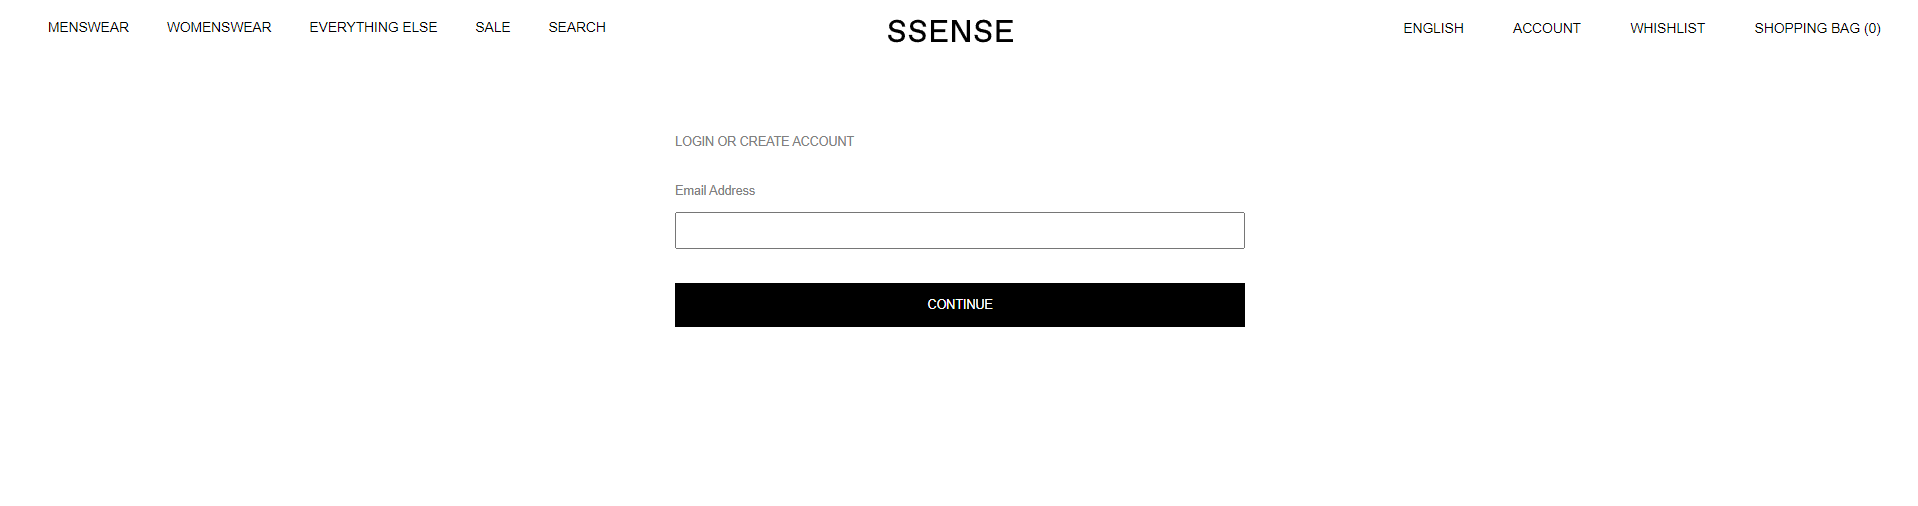 MENSWEAR WOMENSWEAR EVERYTHING ELSE SALE SEARCH SSENSE ENGLISH ACCOUNT WHISHLIST SHOPPING BAG (0)
LOGIN OR CREATE ACCOUNT
Email Address
CONTINUE